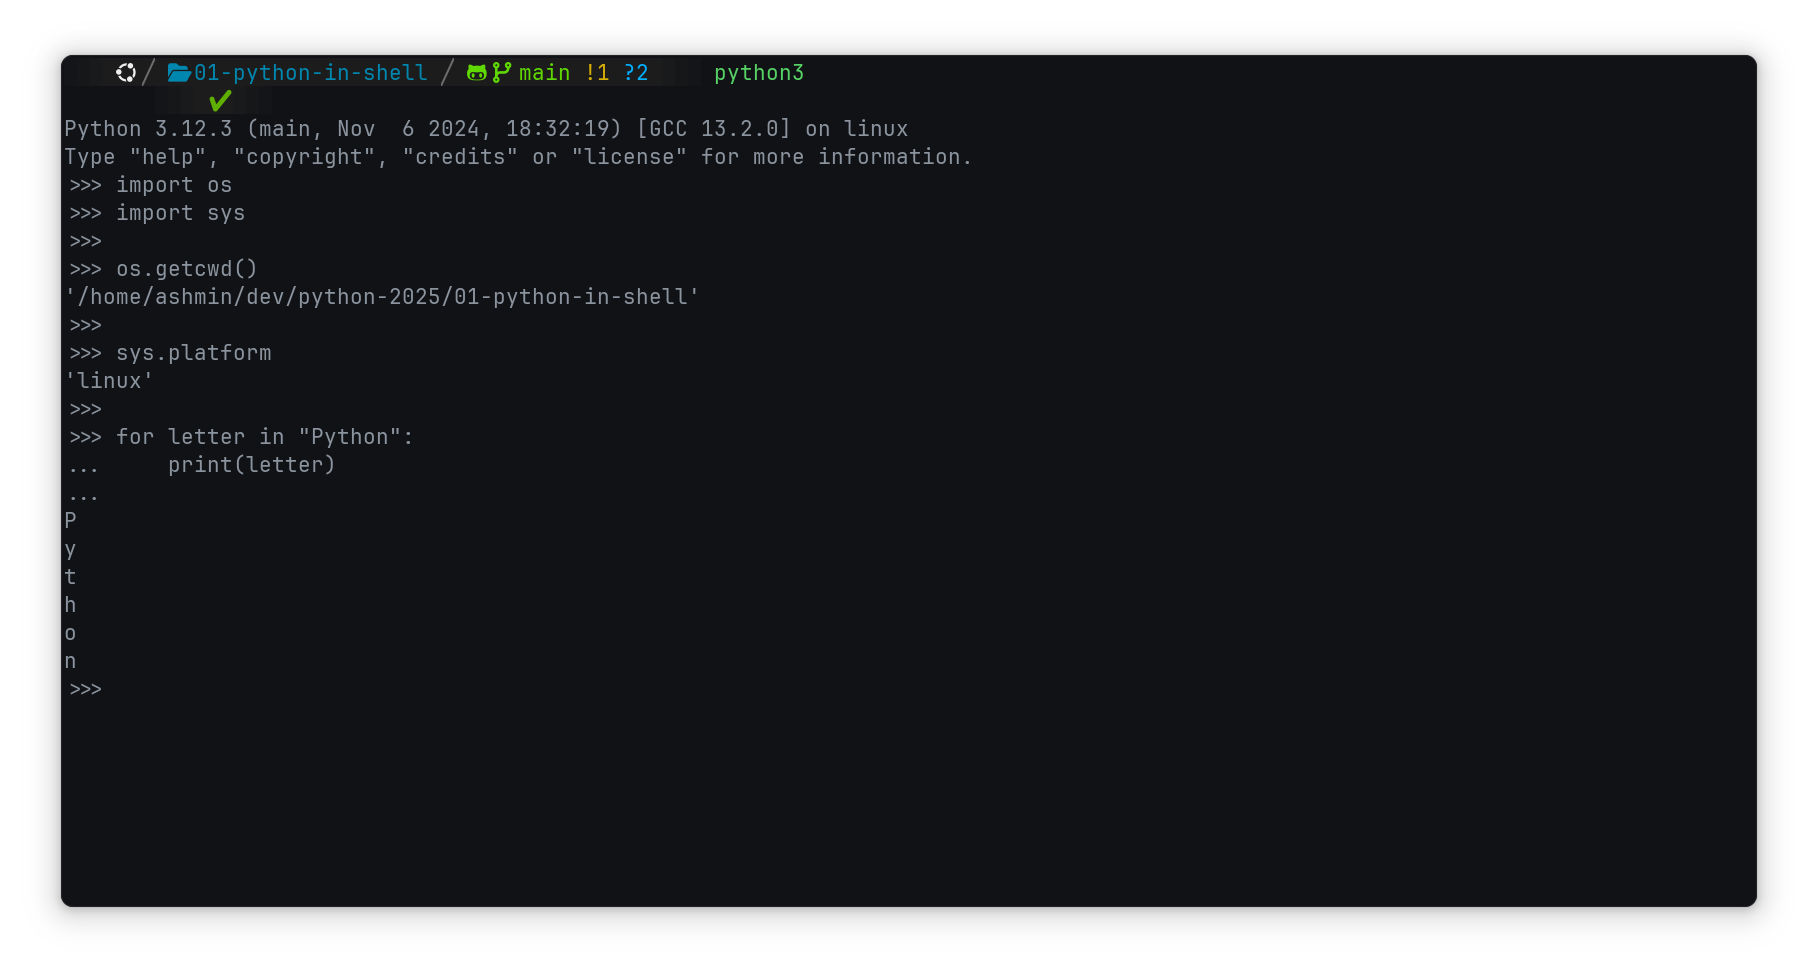 / 01-python-in-shell / main !1 ?2 python3
✔
Python 3.12.3 (main, Nov  6 2024, 18:32:19) [GCC 13.2.0] on linux
Type "help", "copyright", "credits" or "license" for more information.
>>> import os
>>> import sys
>>>
>>> os.getcwd()
'/home/ashmin/dev/python-2025/01-python-in-shell'
>>>
>>> sys.platform
'linux'
>>>
>>> for letter in "Python":
...     print(letter)
...
P
y
t
h
o
n
>>>